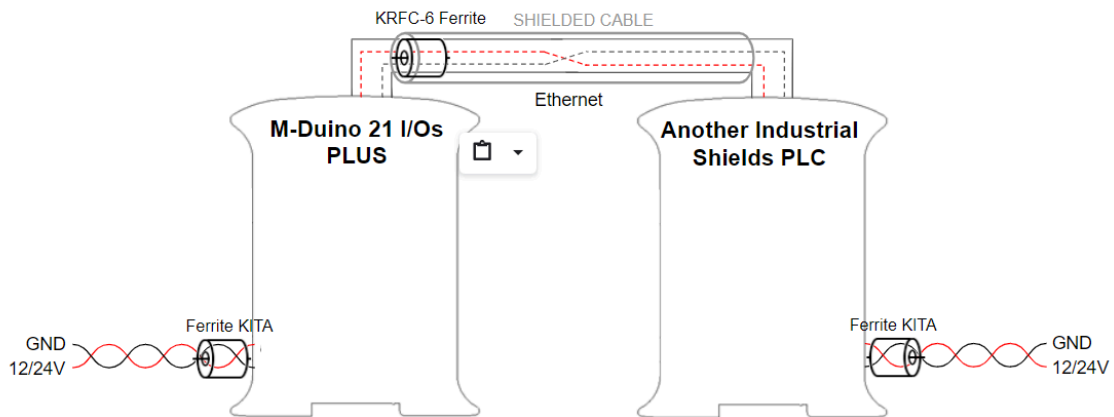 KRFC-6 Ferrite
SHIELDED CABLE
Ethernet
M-Duino 21 I/Os
PLUS
Another Industrial
Shields PLC
Ferrite KITA
GND
12/24V
Ferrite KITA
GND
12/24V